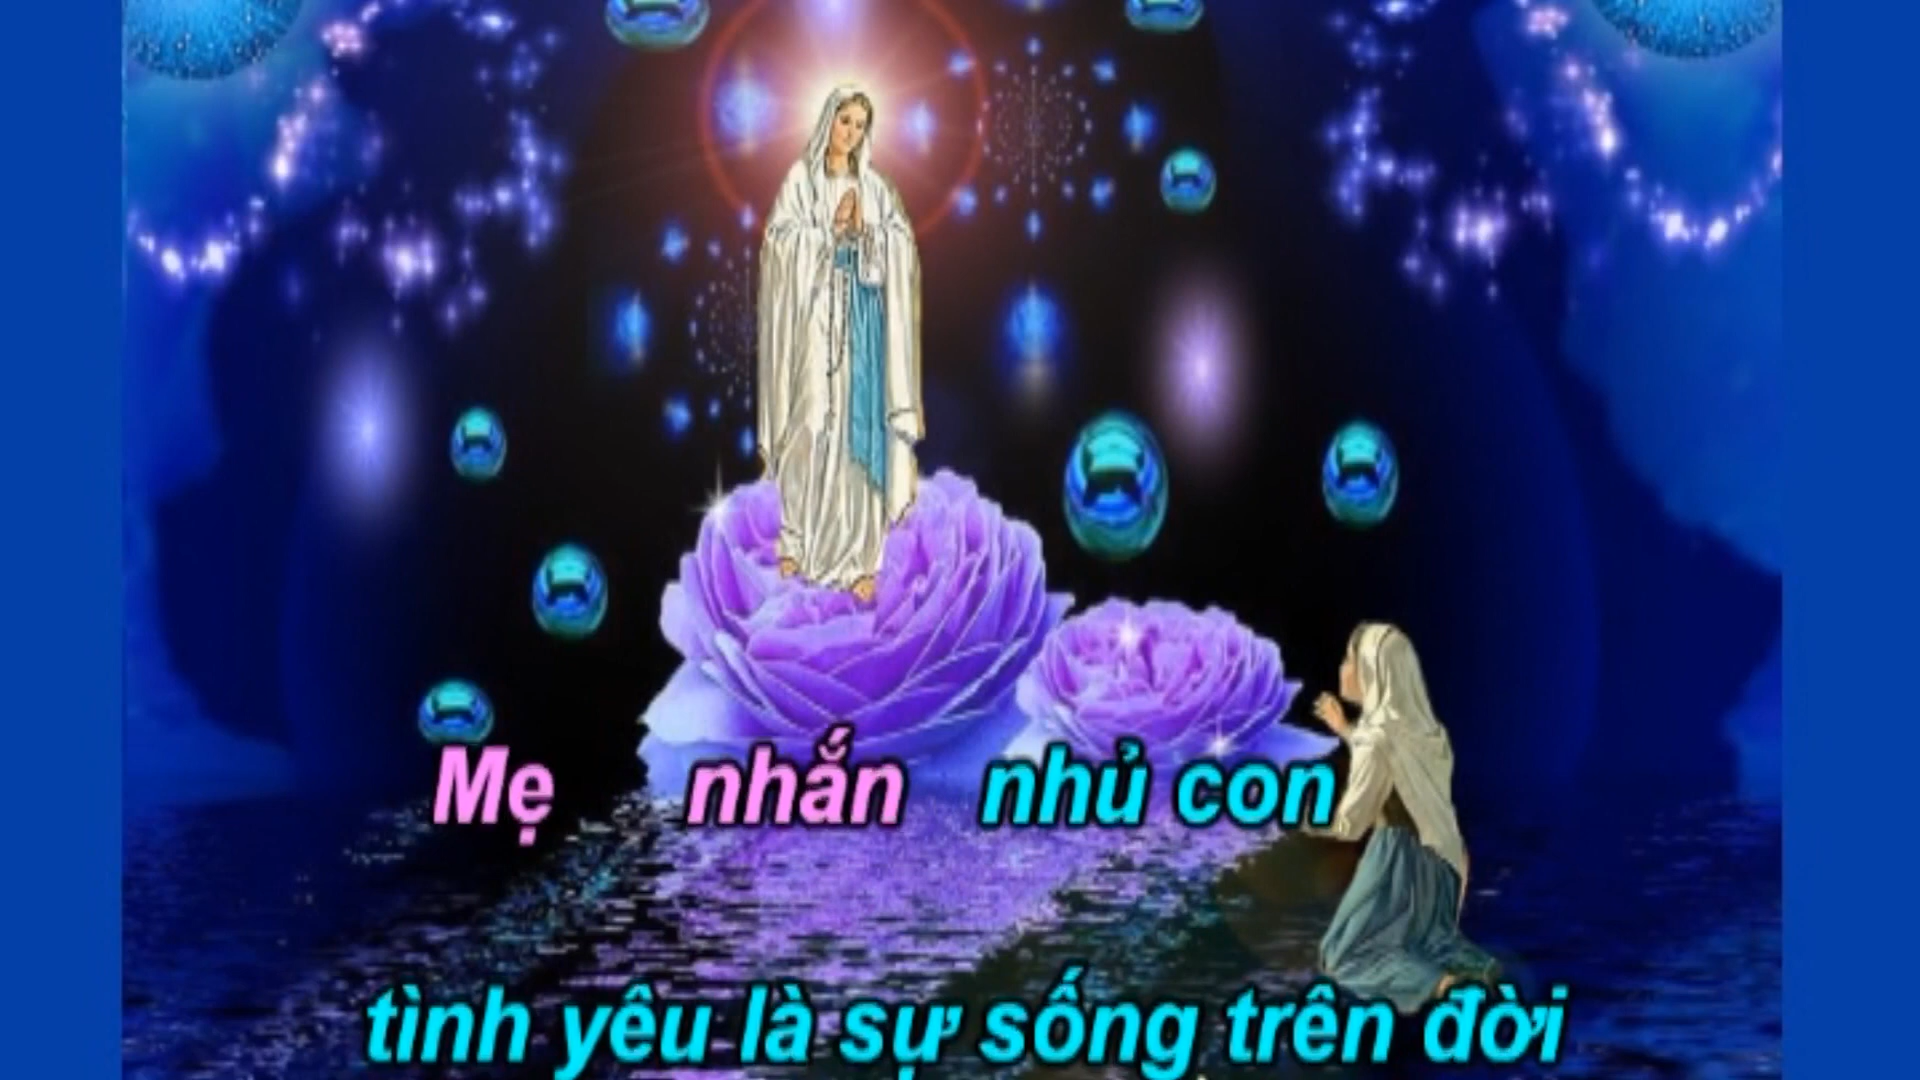 Mẹ nhắn nhủ con
tình yêu là sự sống trên đời